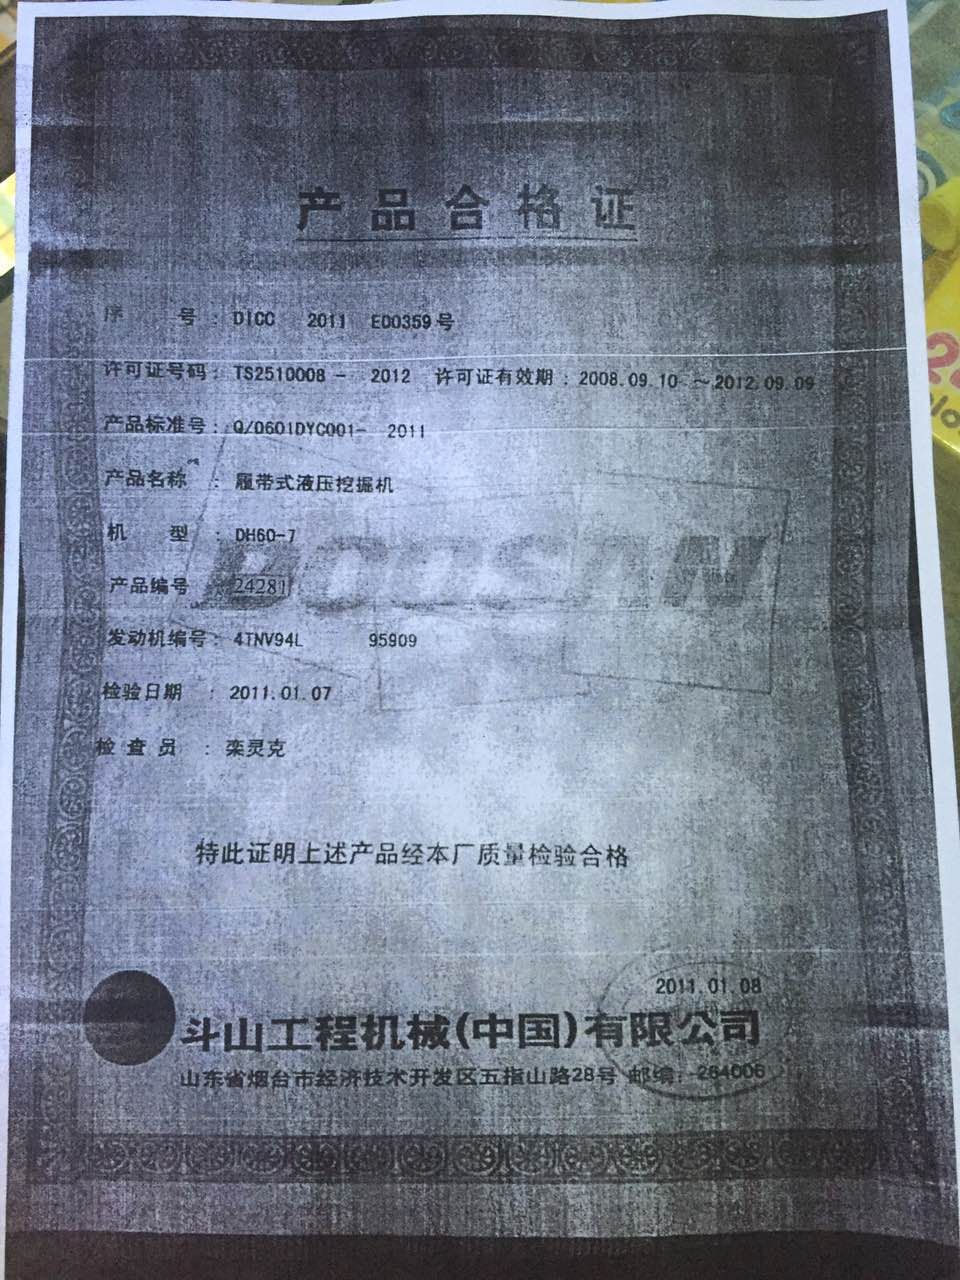 产品合格证
序 号：DICC 2011 EDO359号
许可证号码：TS2510008- 2012 许可证有效期：2008.09.10 ～2012.09.09
产品标准号：Q/0601DYC001- 2011
产品名称 ：履带式液压挖掘机
机 型 ：DH60-7
DOOSAN
产品编号 ：24281
发动机编号：4TNV94L 95909
检验日期 ：2011.01.07
检查员 ：栾灵克
特此证明上述产品经本厂质量检验合格
2011.01.08
斗山工程机械(中国)有限公司
山东省烟台市经济技术开发区五指山路28号 邮编：264006